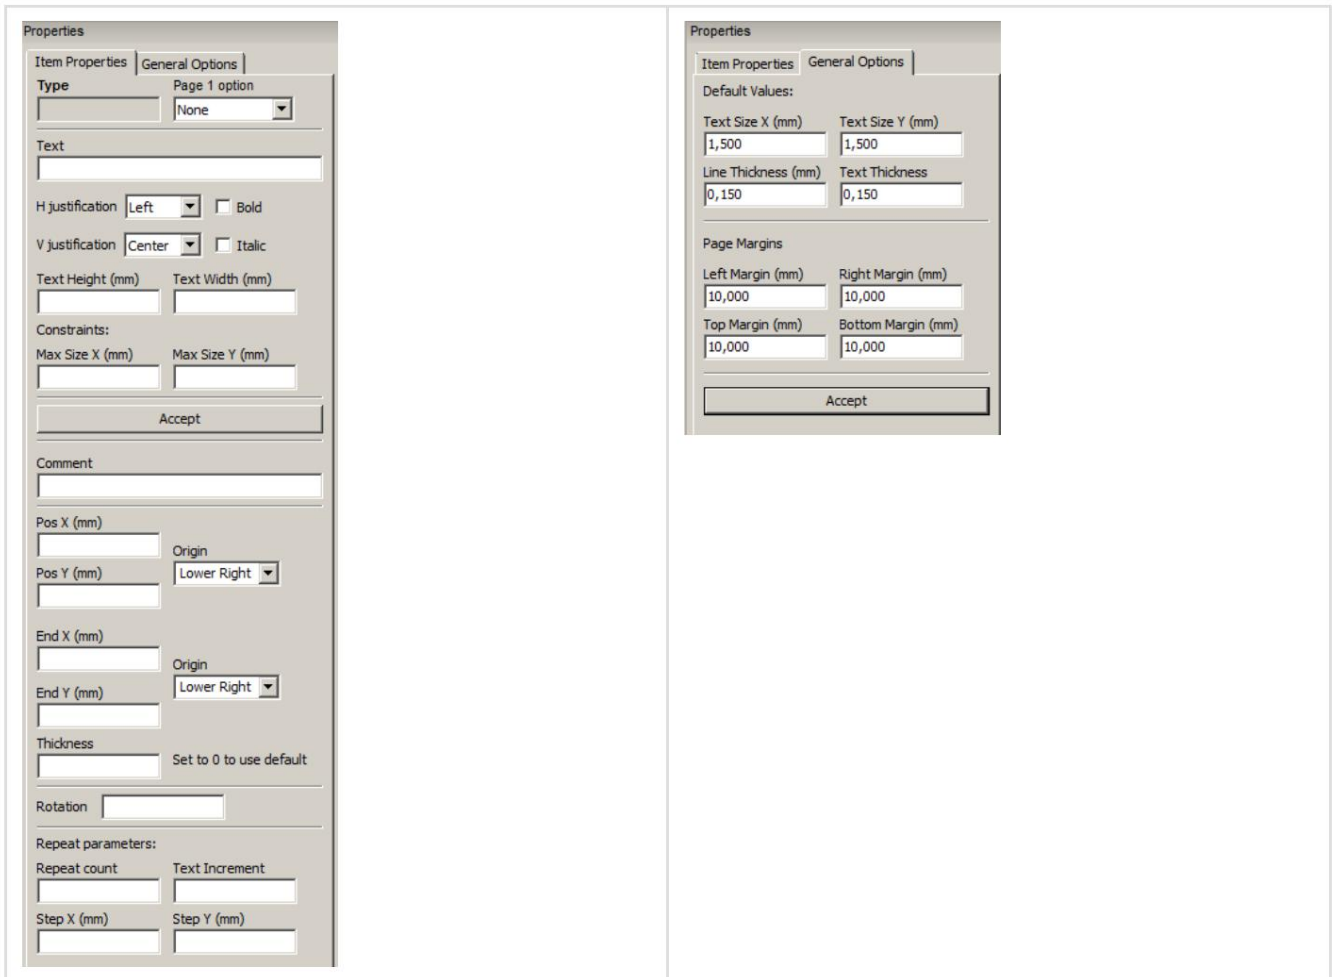 Properties
Item Properties General Options
Type Page 1 option
None
Text
H justification Left Bold
V justification Center Italic
Text Height (mm) Text Width (mm)
Constraints:
Max Size X (mm) Max Size Y (mm)
Accept
Comment
Pos X (mm)
Origin
Pos Y (mm) Lower Right
End X (mm)
Origin
End Y (mm) Lower Right
Thickness
Set to 0 to use default
Rotation
Repeat parameters:
Repeat count Text Increment
Step X (mm) Step Y (mm)
Properties
Item Properties General Options
Default Values:
Text Size X (mm) Text Size Y (mm)
1,500 1,500
Line Thickness (mm) Text Thickness
0,150 0,150
Page Margins
Left Margin (mm) Right Margin (mm)
10,000 10,000
Top Margin (mm) Bottom Margin (mm)
10,000 10,000
Accept